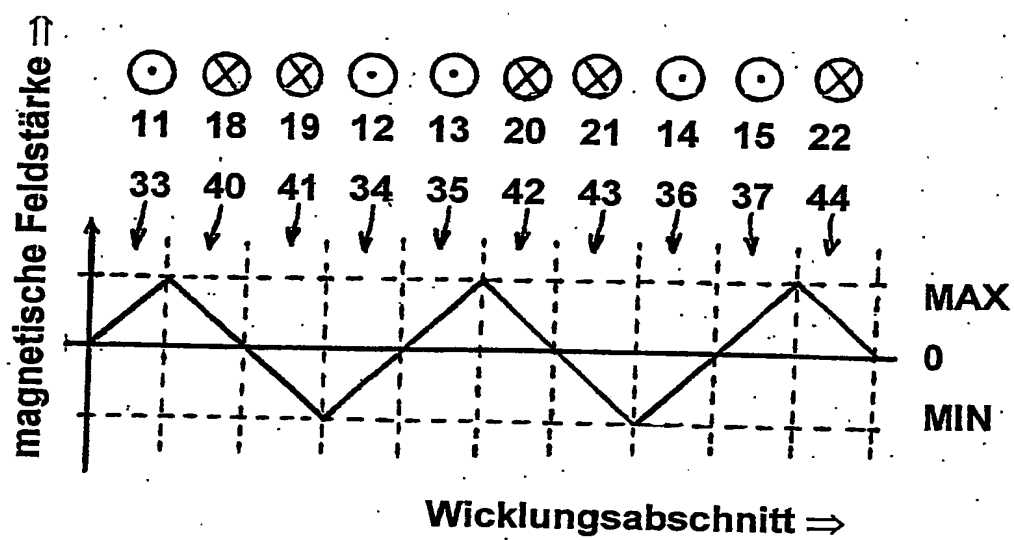 magnetische Feldstärke ⇒
11 18 19 12 13 20 21 14 15 22
33 40 41 34 35 42 43 36 37 44
MAX
0
MIN
Wicklungsabschnitt ⇒